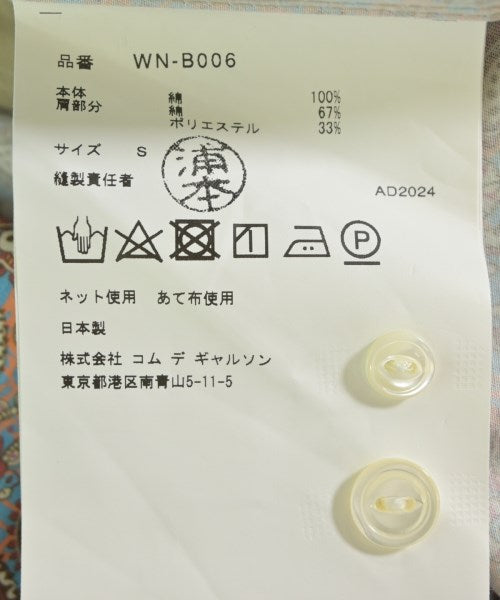 品番 WN-B006
本体 綿 100%
肩部分 綿 67%
ポリエステル 33%
サイズ S
縫製責任者 浦本
AD2024
P
ネット使用 あて布使用
日本製
株式会社 コム デ ギャルソン
東京都港区南青山5-11-5